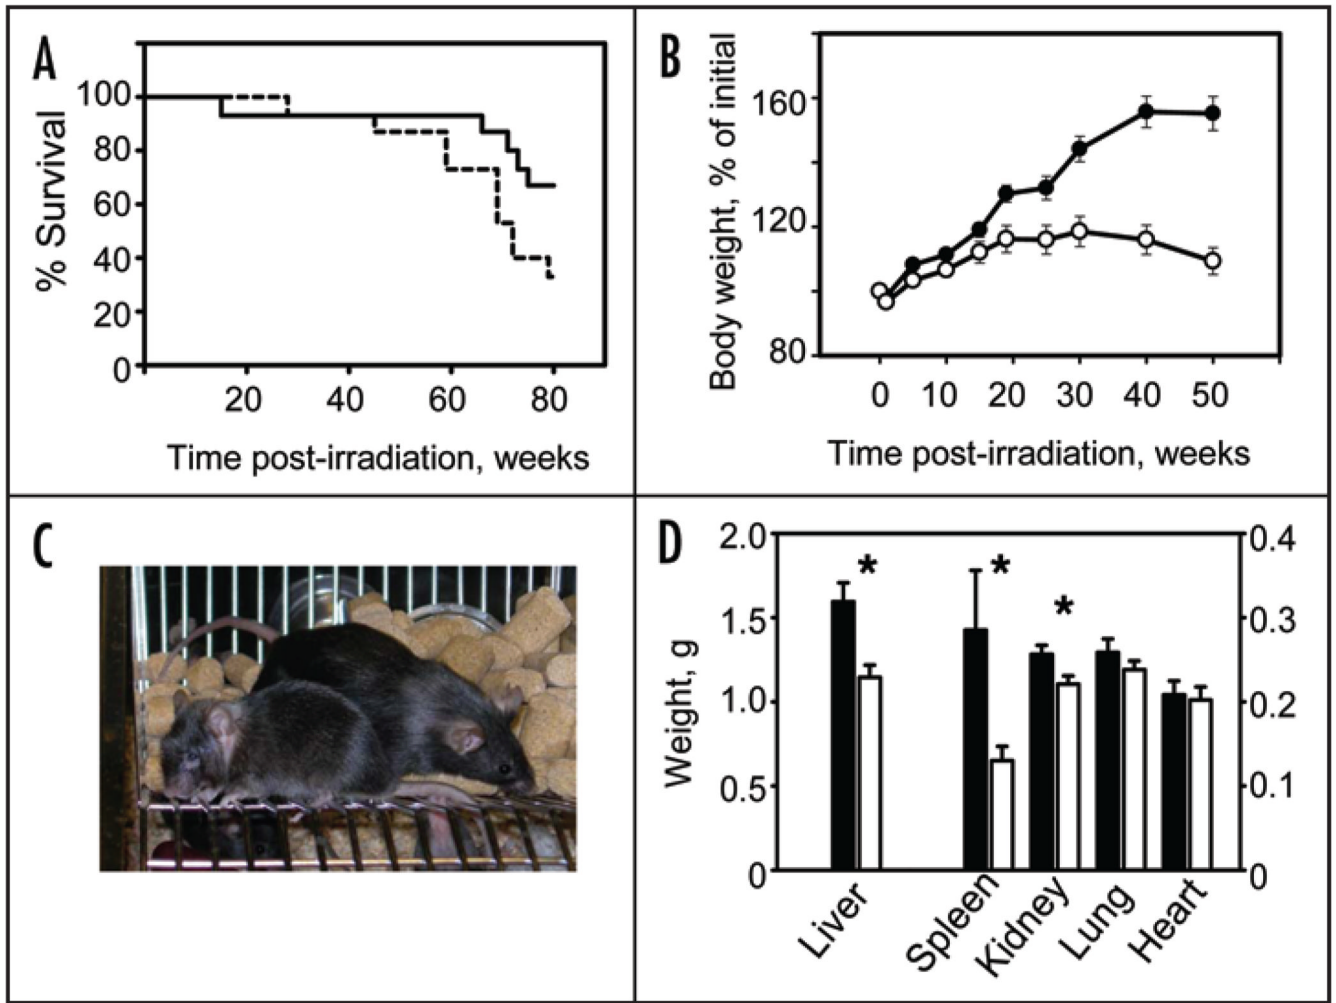 A
% Survival
100
80
60
40
20
0
20 40 60 80
Time post-irradiation, weeks
B
Body weight, % of initial
160
120
80
0 10 20 30 40 50
Time post-irradiation, weeks
C
D
Weight, g
2.0
1.5
1.0
0.5
0
* * *
0.4
0.3
0.2
0.1
0
Liver Spleen Kidney Lung Heart